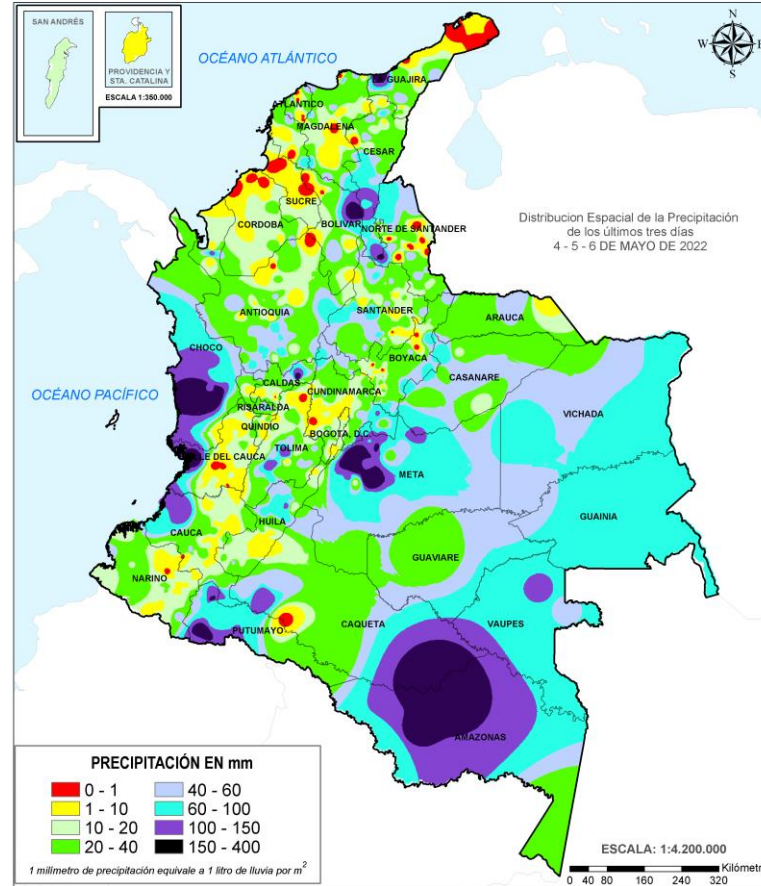 SAN ANDRÉS
PROVIDENCIA Y
STA. CATALINA
ESCALA 1:350.000
OCÉANO ATLÁNTICO
N
W
E
S
GUAJIRA
ATLANTICO
MAGDALENA
CESAR
SUCRE
BOLIVAR
NORTE DE SANTANDER
CORDOBA
Distribucion Espacial de la Precipitación
de los últimos tres días
4 - 5 - 6 DE MAYO DE 2022
ANTIOQUIA
SANTANDER
ARAUCA
CHOCO
BOYACA
CASANARE
CALDAS
CUNDINAMARCA
OCÉANO PACÍFICO
RISARALDA
VICHADA
QUINDIO
BOGOTA, D.C.
TOLIMA
LE DEL CAUCA
META
GUAINIA
HUILA
CAUCA
GUAVIARE
NARINO
CAQUETA
VAUPES
PUTUMAYO
AMAZONAS
PRECIPITACIÓN EN mm
0 - 1
40 - 60
1 - 10
60 - 100
10 - 20
100 - 150
20 - 40
150 - 400
1 milímetro de precipitación equivale a 1 litro de lluvia por m²
ESCALA: 1:4.200.000
Kilómetr
0 40 80 160 240 320